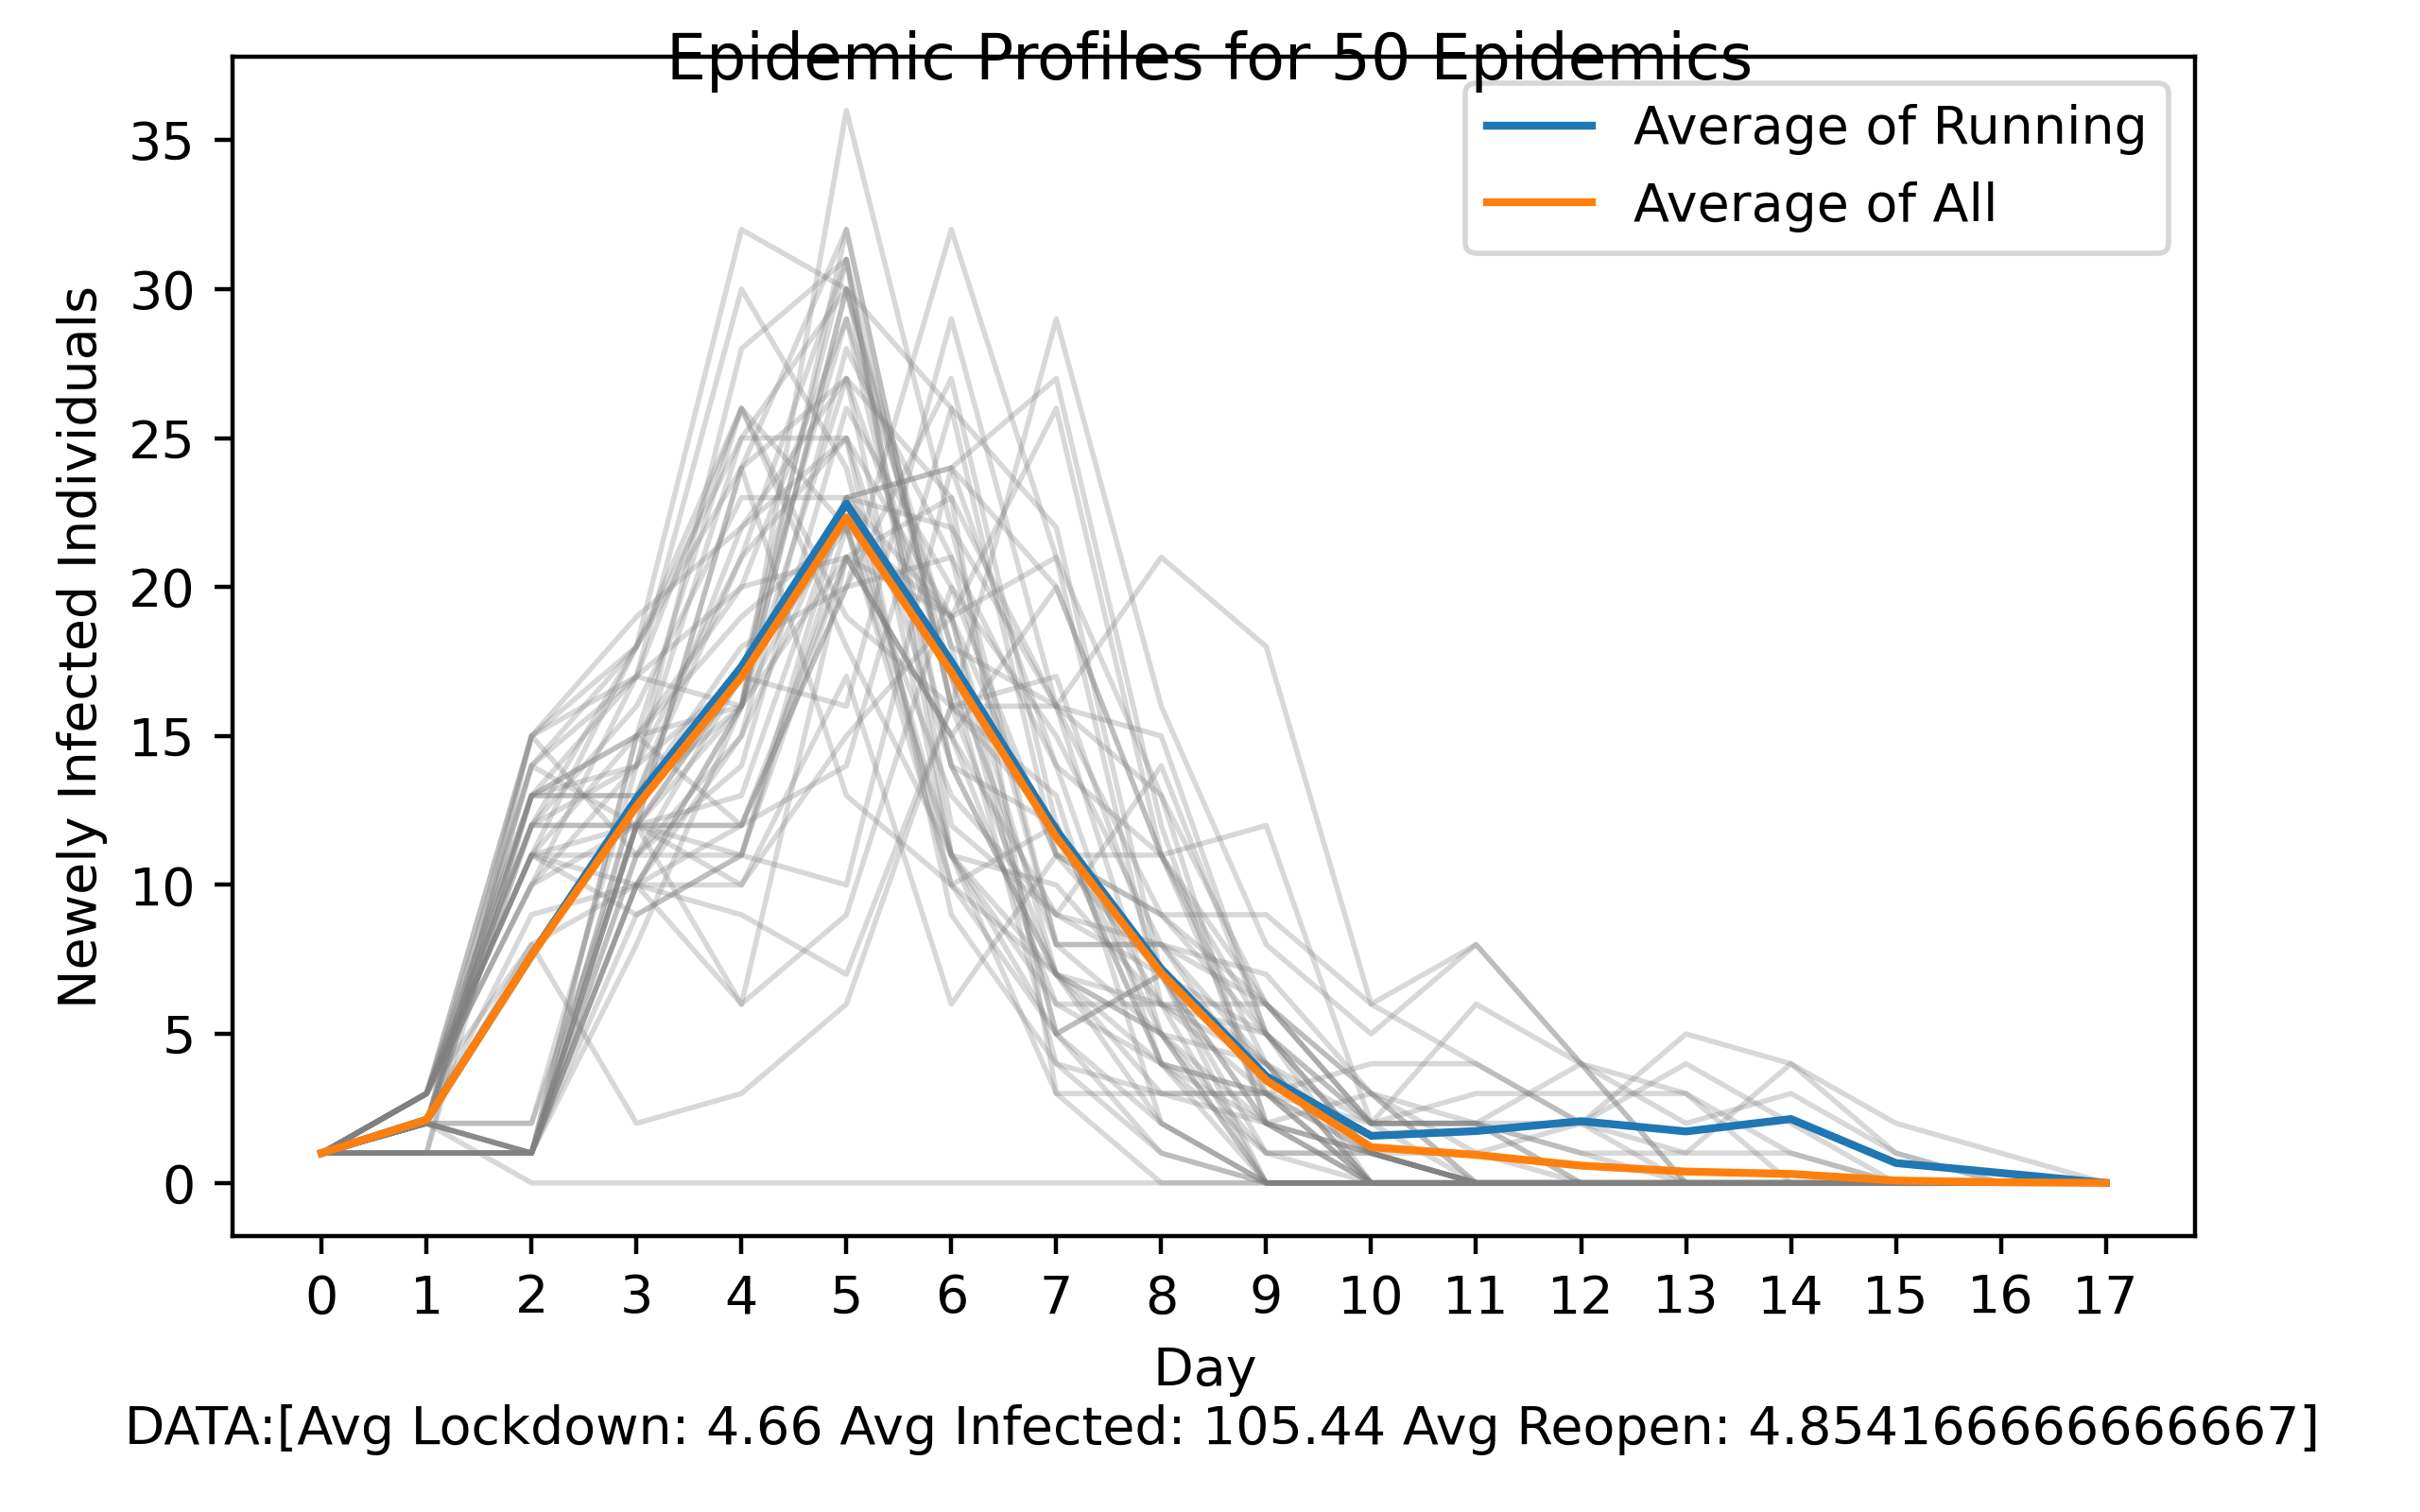 Epidemic Profiles for 50 Epidemics
Average of Running
Average of All
Newely Infected Individuals
35
30
25
20
15
10
5
0
0 1 2 3 4 5 6 7 8 9 10 11 12 13 14 15 16 17
Day
DATA:[Avg Lockdown: 4.66 Avg Infected: 105.44 Avg Reopen: 4.854166666666667]